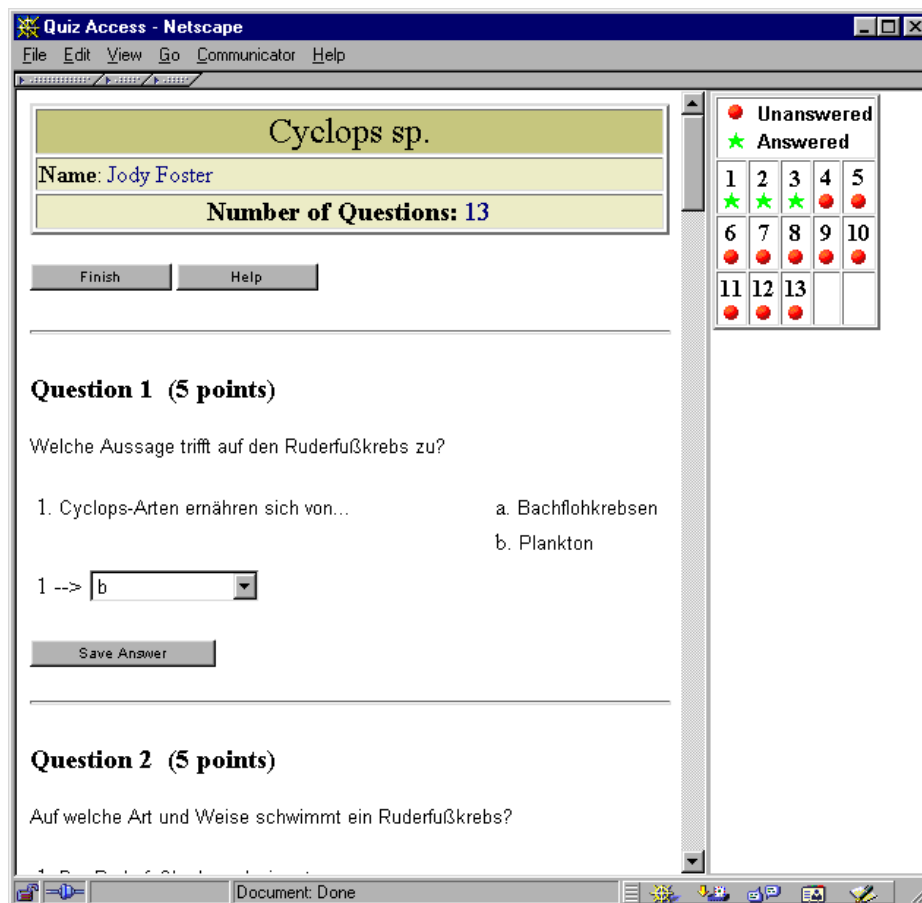 Quiz Access - Netscape
File Edit View Go Communicator Help
Cyclops sp.
Name: Jody Foster
Number of Questions: 13
Finish Help
Question 1 (5 points)
Welche Aussage trifft auf den Ruderfußkrebs zu?
1. Cyclops-Arten ernähren sich von... a. Bachflohkrebsen
b. Plankton
1 --> b
Save Answer
Question 2 (5 points)
Auf welche Art und Weise schwimmt ein Ruderfußkrebs?
Unanswered
Answered
1 2 3 4 5
6 7 8 9 10
11 12 13
Document: Done